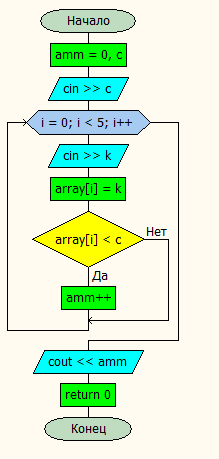 Начало
amm = 0, c
cin >> c
i = 0; i < 5; i++
cin >> k
array[i] = k
array[i] < c
Нет
Да
amm++
cout << amm
return 0
Конец